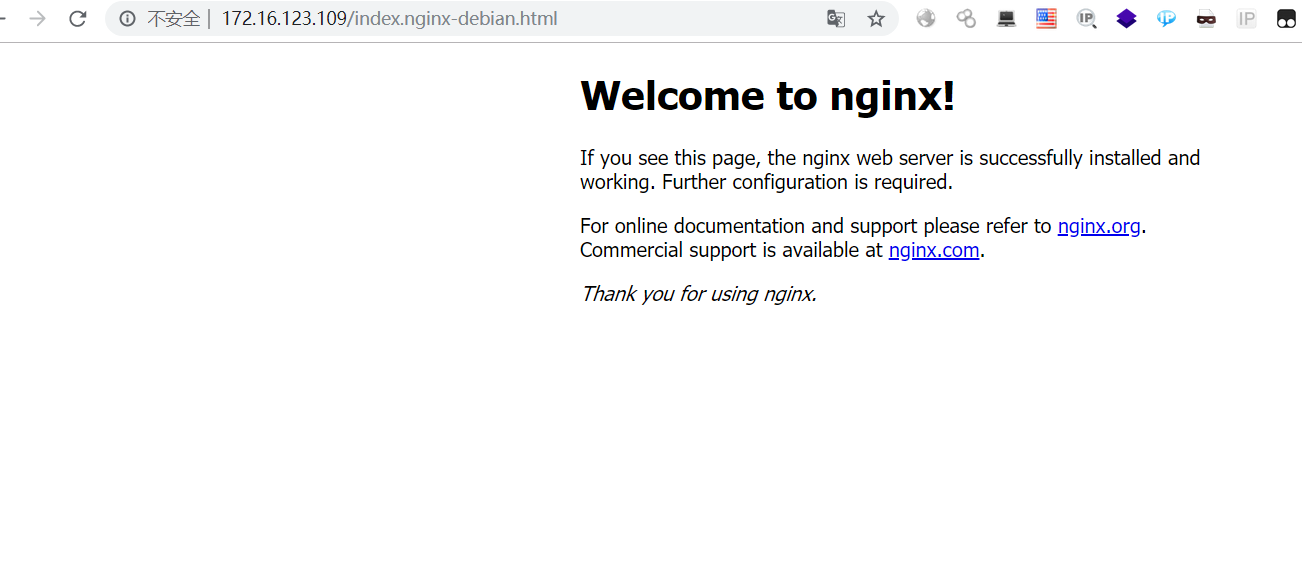 不安全 | 172.16.123.109/index.nginx-debian.html
IP
IP
Welcome to nginx!
If you see this page, the nginx web server is successfully installed and
working. Further configuration is required.
For online documentation and support please refer to nginx.org.
Commercial support is available at nginx.com.
Thank you for using nginx.